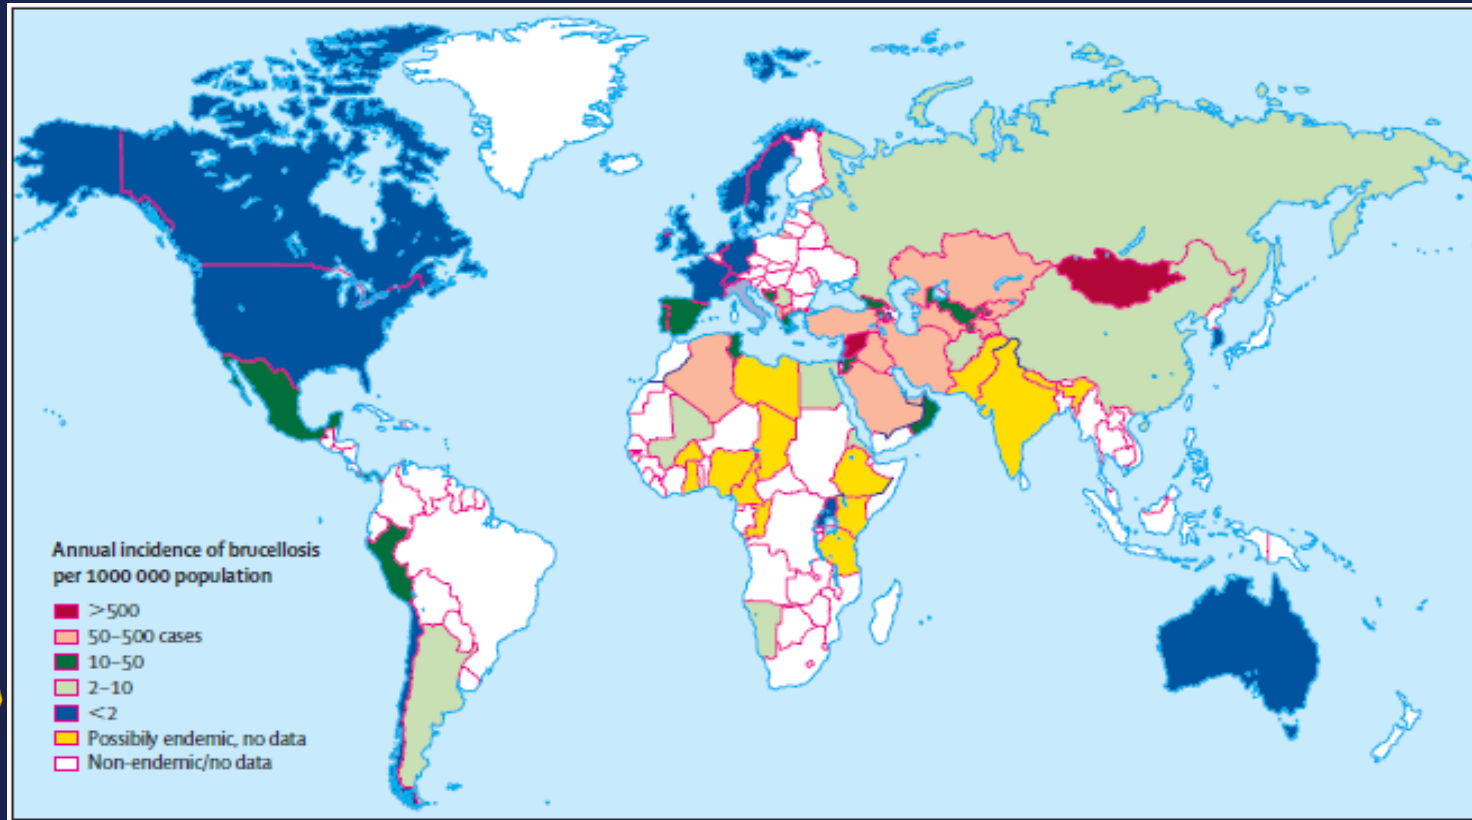 Annual incidence of brucellosis
per 1000 000 population
>500
50–500 cases
10–50
2–10
<2
Possibily endemic, no data
Non-endemic/no data